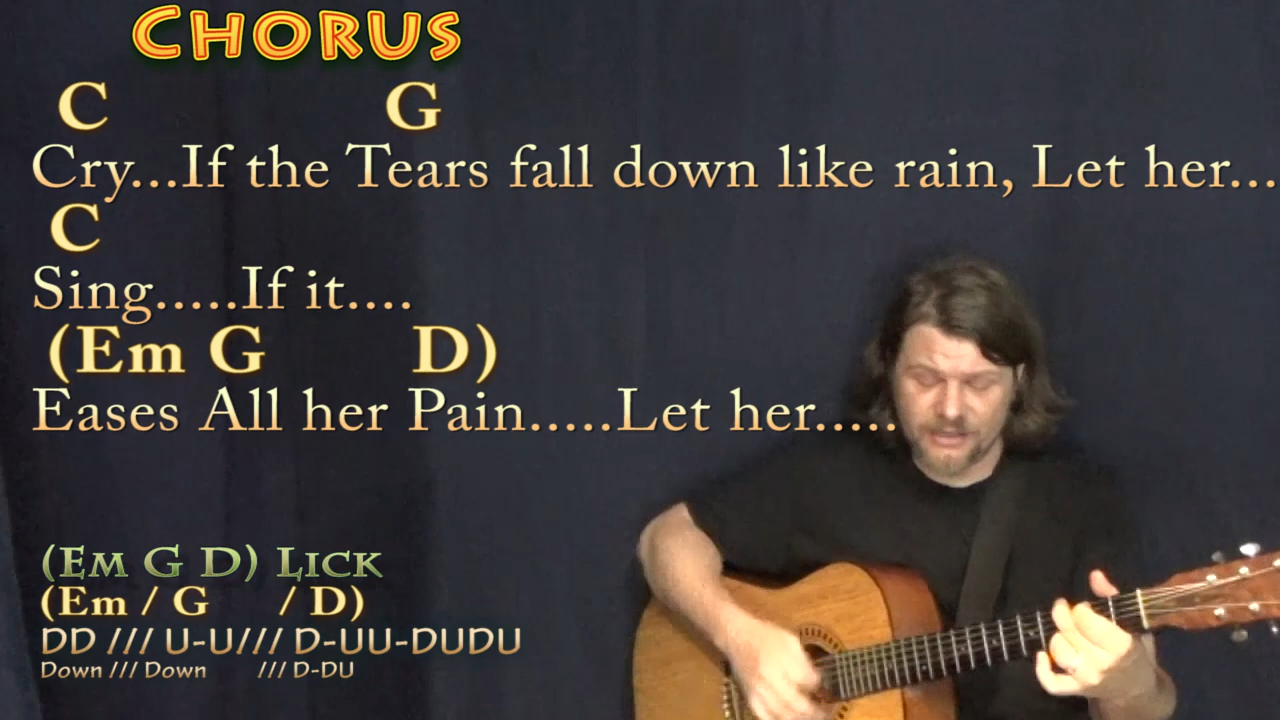 CHORUS
C G
Cry...If the Tears fall down like rain, Let her...
C
Sing.....If it....
(Em G D)
Eases All her Pain.....Let her.....
(EM G D) LICK
(Em / G / D)
DD /// U-U/// D-UU-DUDU
Down /// Down /// D-DU